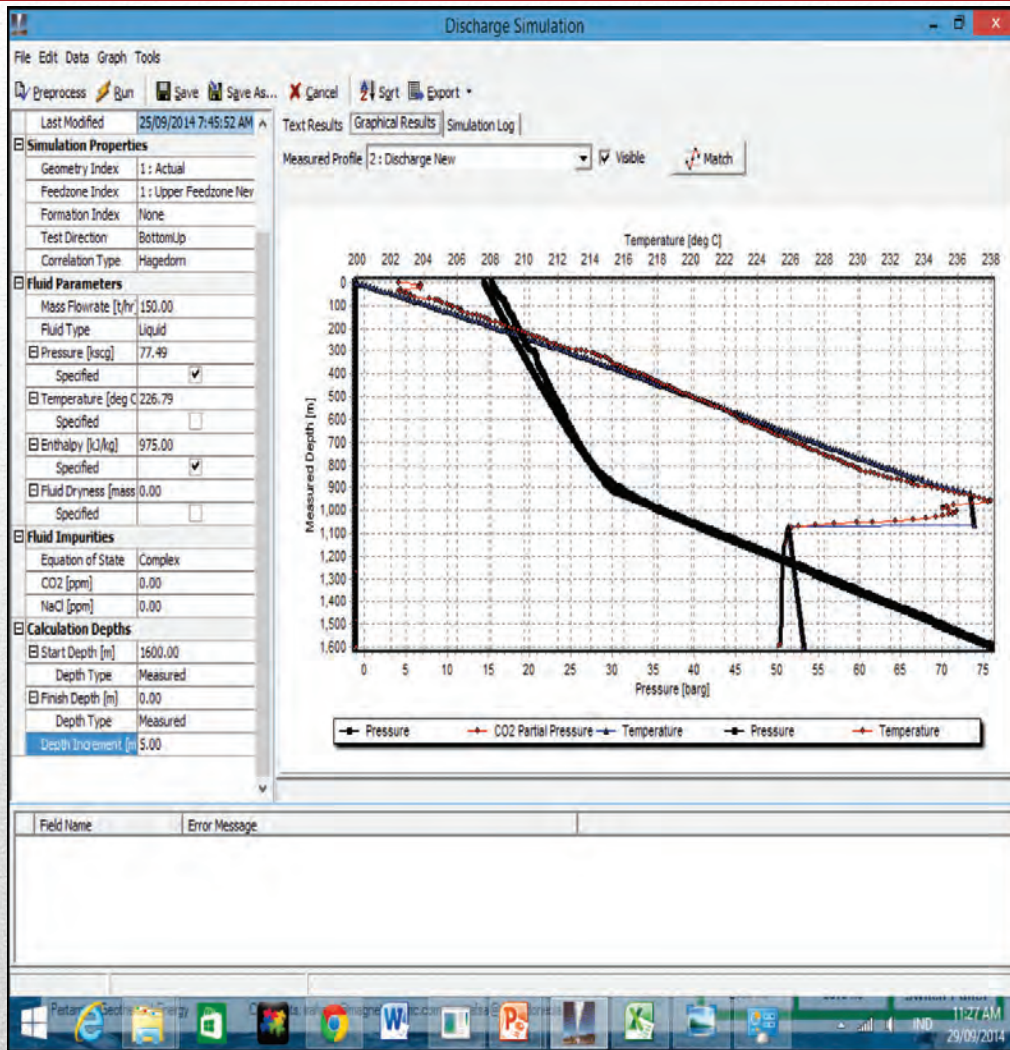 Discharge Simulation
File Edit Data Graph Tools
Preprocess Run Save Save As... Cancel Sort Export
Last Modified 25/09/2014 7:45:52 AM
Simulation Properties
Geometry Index 1 : Actual
Feedzone Index 1 : Upper Feedzone New
Formation Index None
Test Direction BottomUp
Correlation Type Hagedorn
Fluid Parameters
Mass Flowrate [t/hr] 150.00
Fluid Type Liquid
Pressure [kscg] 77.49
Specified
Temperature [deg C 226.79
Specified
Enthalpy [kJ/kg] 975.00
Specified
Fluid Dryness [mass 0.00
Specified
Fluid Impurities
Equation of State Complex
CO2 [ppm] 0.00
NaCl [ppm] 0.00
Calculation Depths
Start Depth [m] 1600.00
Depth Type Measured
Finish Depth [m] 0.00
Depth Type Measured
Depth Increment [m 5.00
Text Results Graphical Results Simulation Log
Measured Profile 2 : Discharge New Visible Match
Temperature [deg C]
200 202 204 206 208 210 212 214 216 218 220 222 224 226 228 230 232 234 236 238
Measured Depth [m]
0
100
200
300
400
500
600
700
800
900
1,000
1,100
1,200
1,300
1,400
1,500
1,600
0 5 10 15 20 25 30 35 40 45 50 55 60 65 70 75
Pressure [barg]
Pressure CO2 Partial Pressure Temperature Pressure Temperature
Field Name Error Message
IND 11:27 AM
29/09/2014